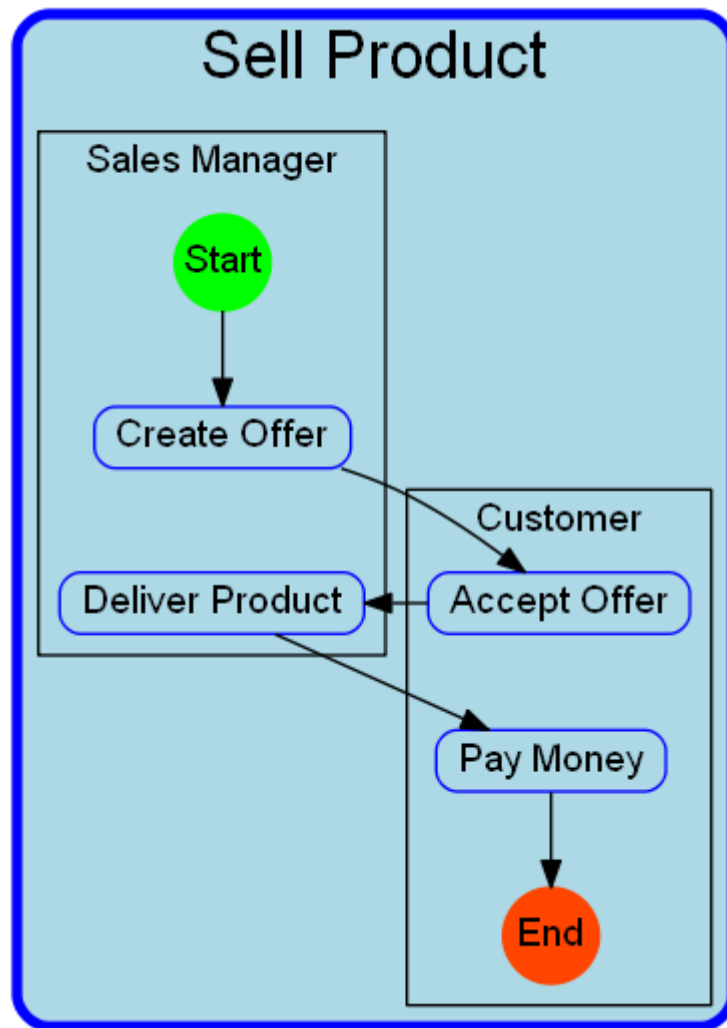 Sell Product
Sales Manager
Start
Create Offer
Customer
Deliver Product
Accept Offer
Pay Money
End